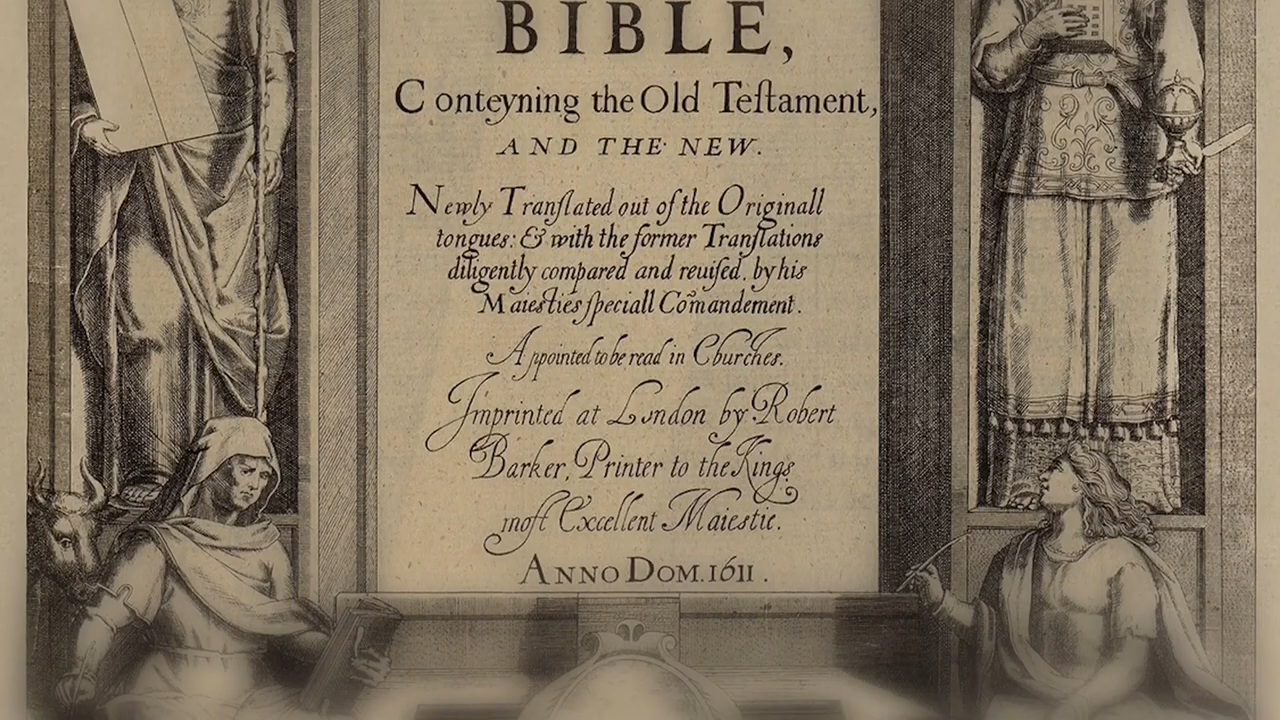 BIBLE,
Conteyning the Old Teſtament,
AND THE NEW.
Newly Tranſlated out of the Originall
tongues: & with the former Tranſlations
diligently compared and reuiſed, by his
Maieſties ſpeciall Com̃andement.
Appointed to be read in Churches.
Imprinted at London by Robert
Barker, Printer to the Kings
moſt Excellent Maiestie.
ANNO DOM. 1611.